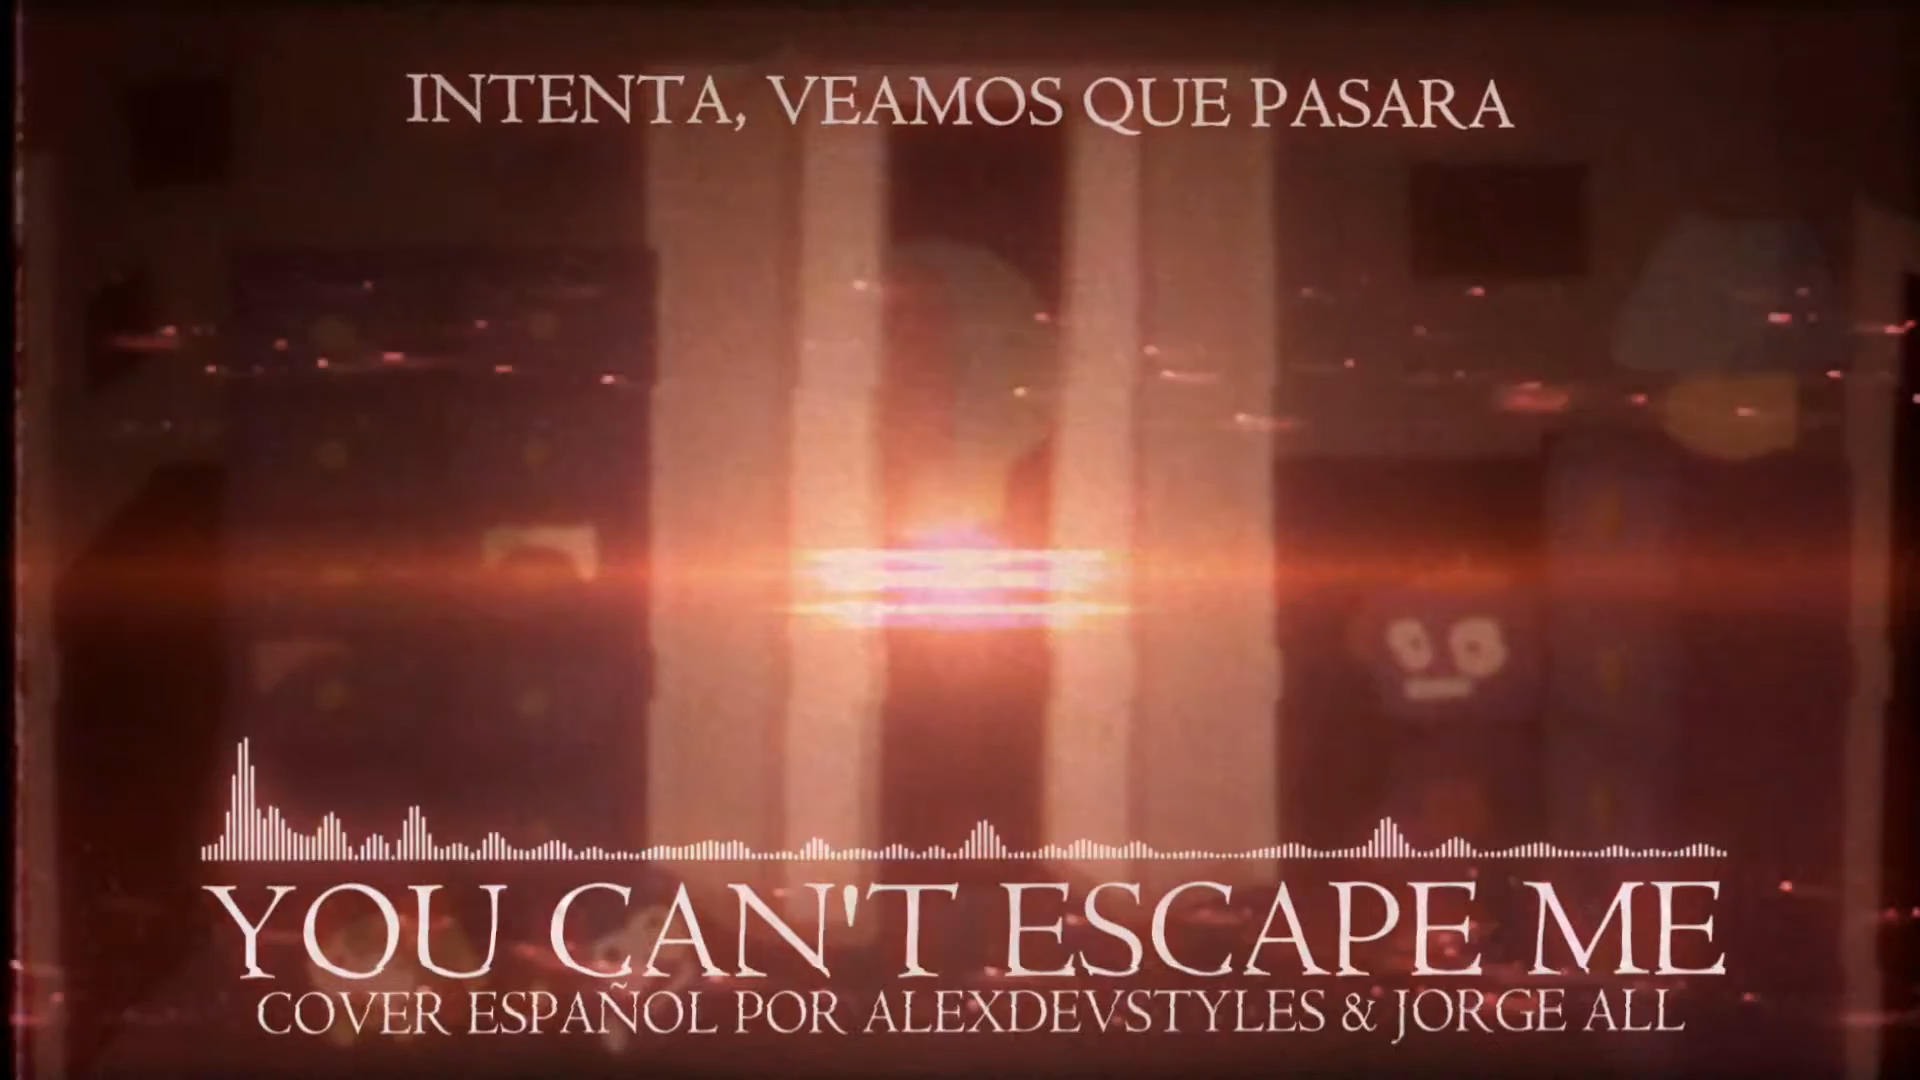 INTENTA, VEAMOS QUE PASARA
YOU CAN'T ESCAPE ME
COVER ESPAÑOL POR ALEXDEVSTYLES & JORGE ALL